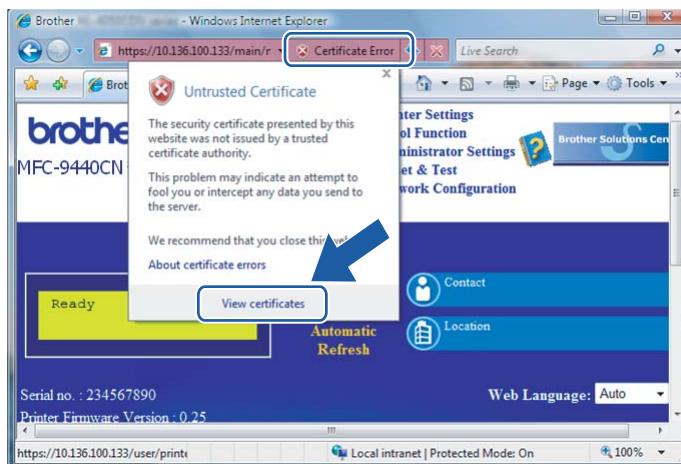 Brother - Windows Internet Explorer
https://10.136.100.133/main/r Certificate Error Live Search
Brot Page Tools
Untrusted Certificate
The security certificate presented by this
website was not issued by a trusted
certificate authority.
This problem may indicate an attempt to
fool you or intercept any data you send to
the server.
We recommend that you close this
About certificate errors
View certificates
brothe
MFC-9440CN
ter Settings
ol Function
ministrator Settings
et & Test
work Configuration
Brother Solutions Cen
Ready
Automatic
Refresh
Contact
Location
Serial no. : 234567890
Web Language: Auto
Printer Firmware Version : 0.25
https://10.136.100.133/user/printe Local intranet | Protected Mode: On 100%